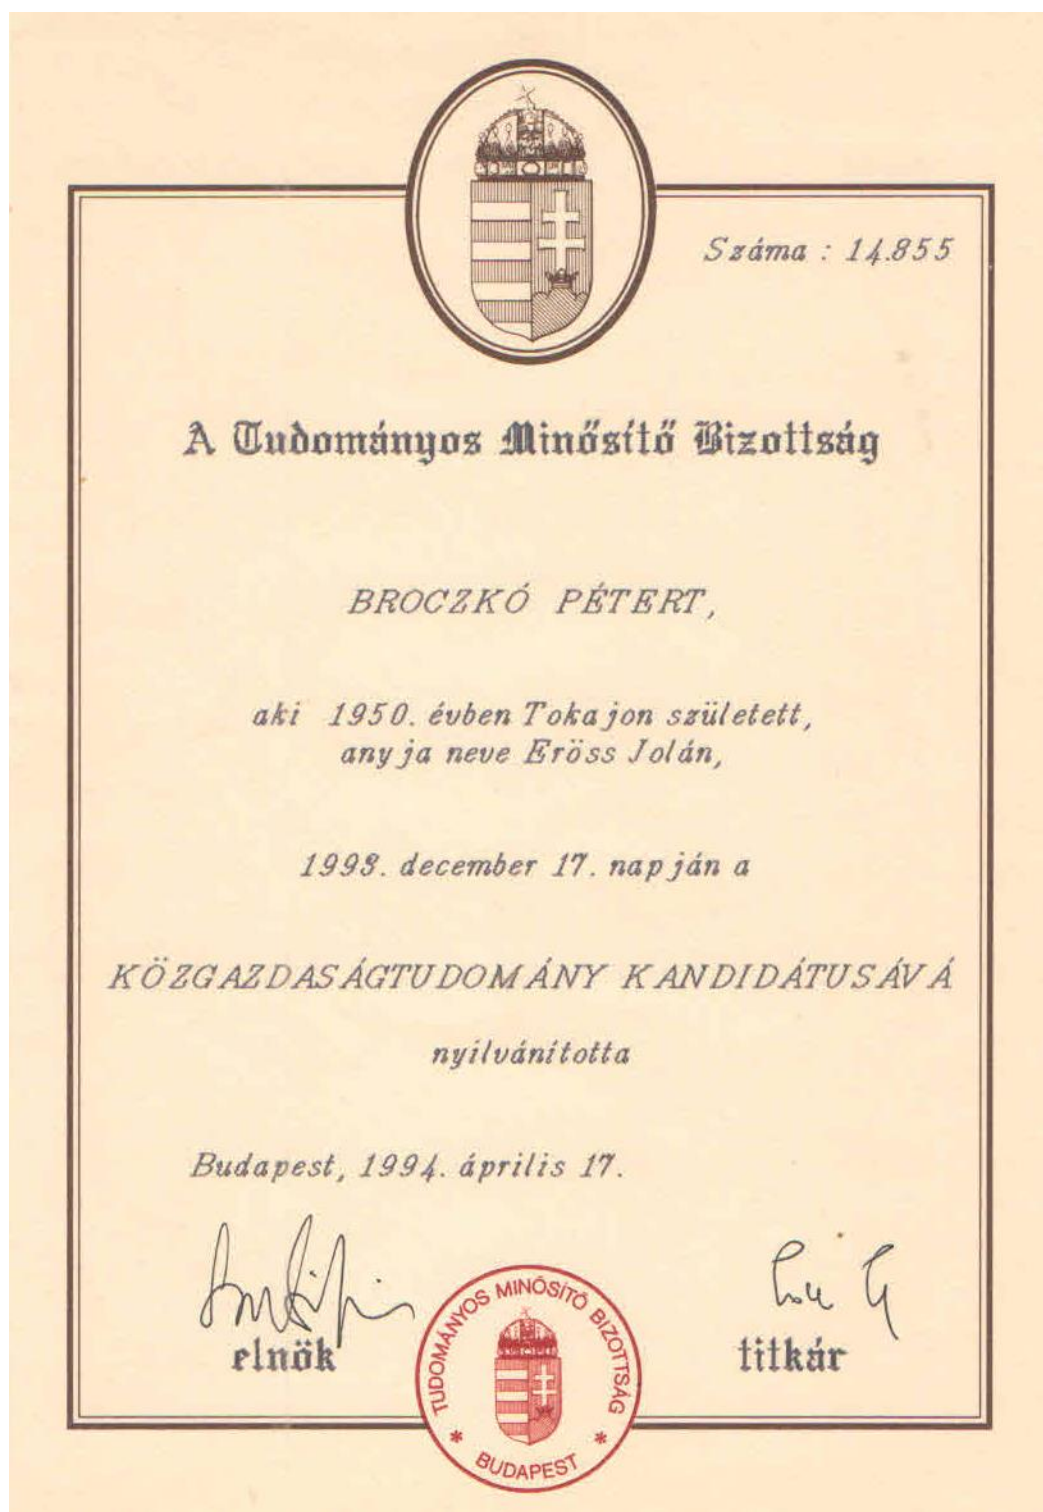 Száma : 14.855
A Tudományos Minősítő Bizottság
BROCZKÓ PÉTERT,
aki 1950. évben Tokajon született,
anyja neve Eröss Jolán,
1993. december 17. napján a
KÖZGAZDASÁGTUDOMÁNY KANDIDÁTUSÁVÁ
nyilvánította
Budapest, 1994. április 17.
elnök
titkár
TUDOMÁNYOS MINŐSÍTŐ BIZOTTSÁG
* BUDAPEST *